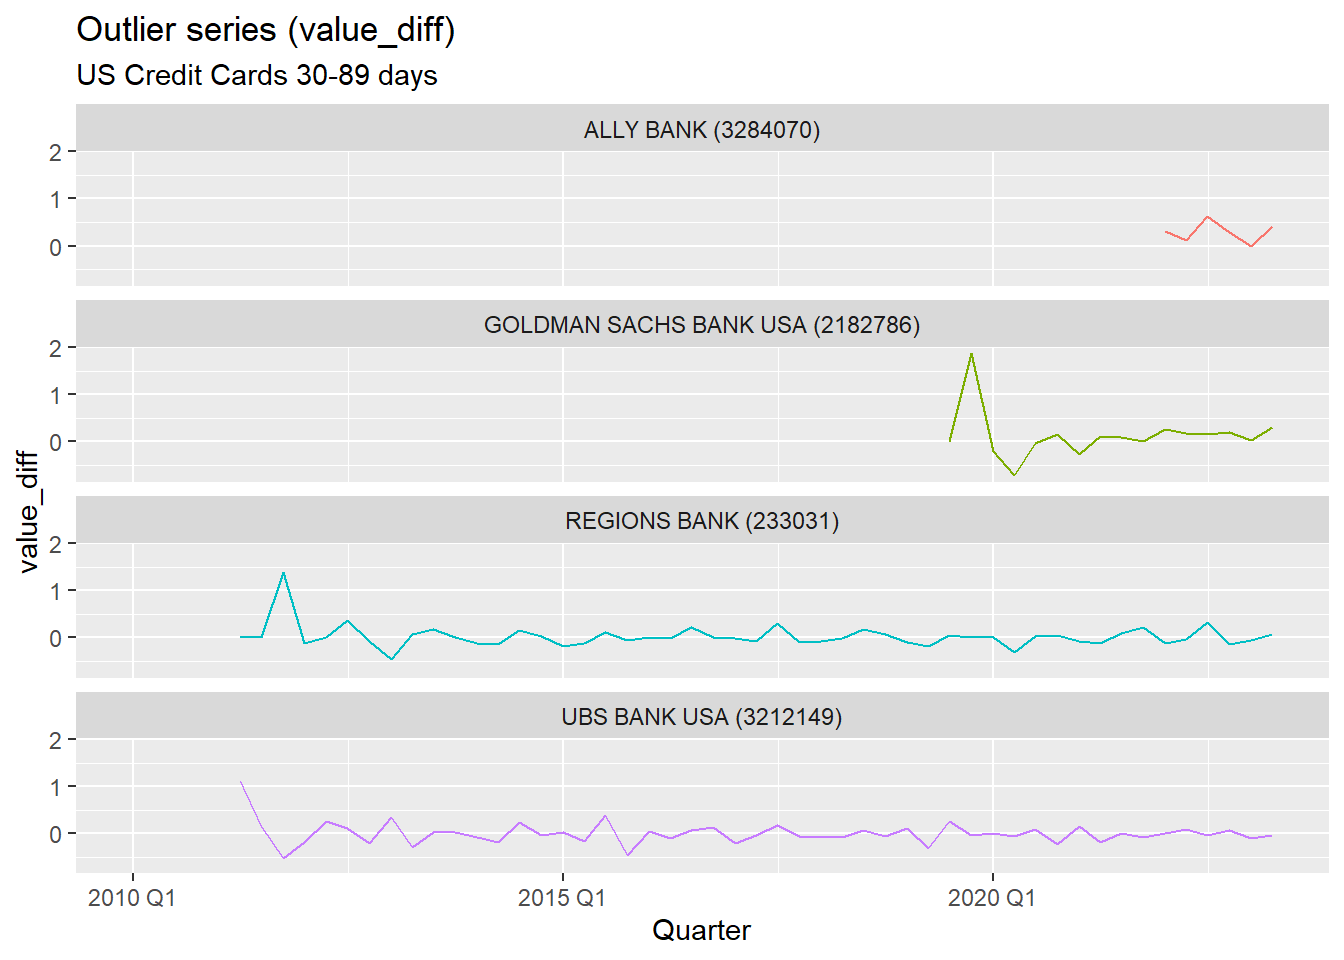 Outlier series (value_diff)
US Credit Cards 30-89 days
ALLY BANK (3284070)
2
1
0
GOLDMAN SACHS BANK USA (2182786)
2
1
0
REGIONS BANK (233031)
2
1
0
UBS BANK USA (3212149)
2
1
0
value_diff
2010 Q1
2015 Q1
2020 Q1
Quarter